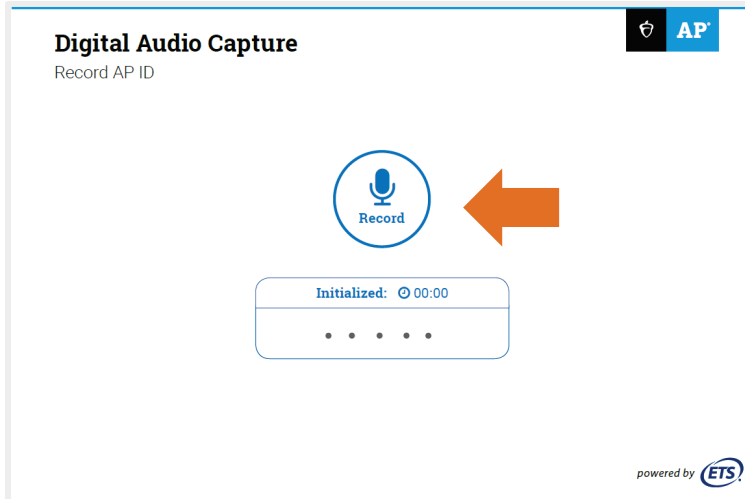 Digital Audio Capture
AP®
Record AP ID
Record
Initialized: 00:00
powered by ETS®